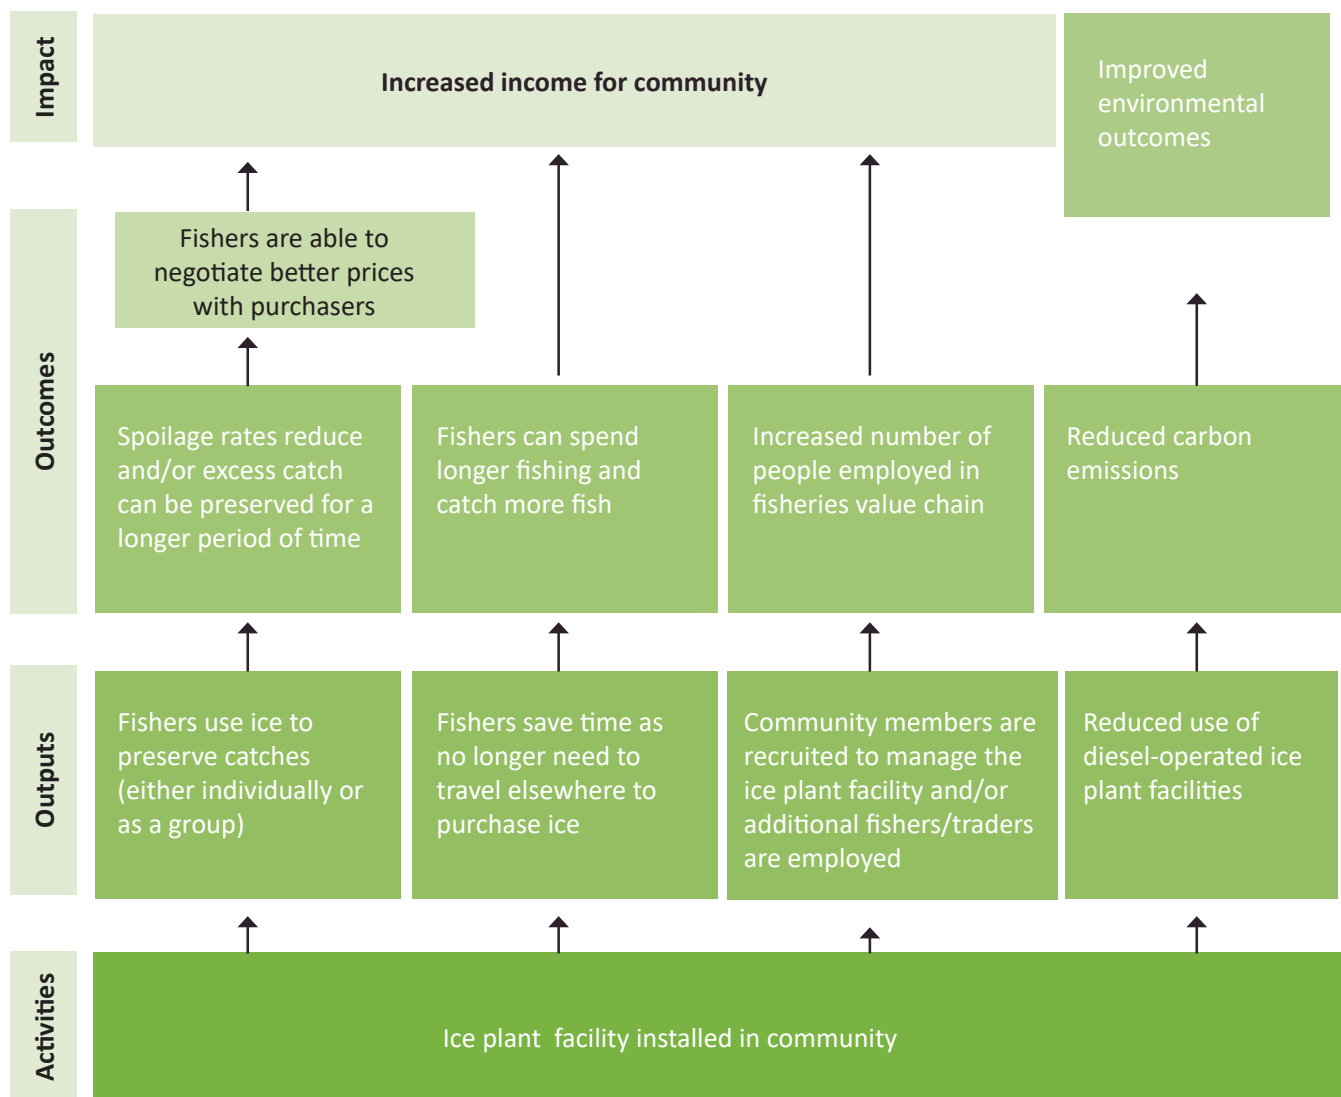 Impact
Increased income for community
Improved
environmental
outcomes
Outcomes
Fishers are able to
negotiate better prices
with purchasers
Spoilage rates reduce
and/or excess catch
can be preserved for a
longer period of time
Fishers can spend
longer fishing and
catch more fish
Increased number of
people employed in
fisheries value chain
Reduced carbon
emissions
Outputs
Fishers use ice to
preserve catches
(either individually or
as a group)
Fishers save time as
no longer need to
travel elsewhere to
purchase ice
Community members are
recruited to manage the
ice plant facility and/or
additional fishers/traders
are employed
Reduced use of
diesel-operated ice
plant facilities
Activities
Ice plant  facility installed in community